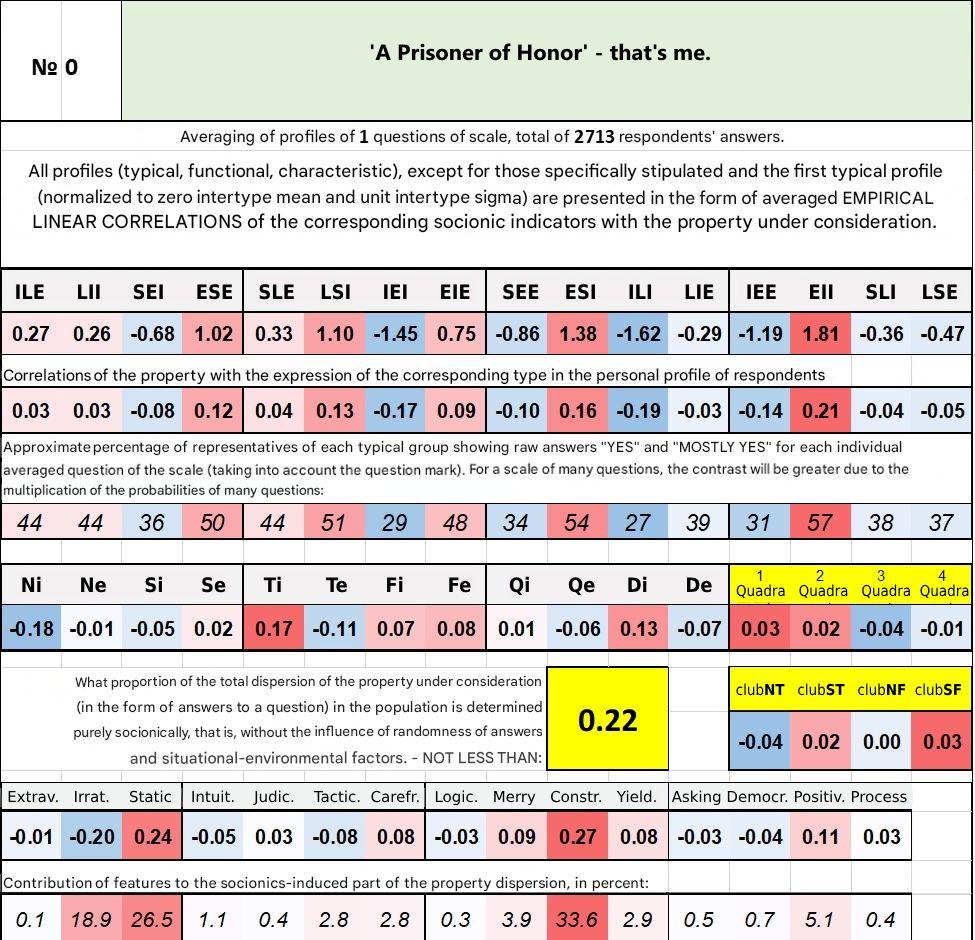 № 0
'A Prisoner of Honor' - that's me.
Averaging of profiles of 1 questions of scale, total of 2713 respondents' answers.
All profiles (typical, functional, characteristic), except for those specifically stipulated and the first typical profile
(normalized to zero intertype mean and unit intertype sigma) are presented in the form of averaged EMPIRICAL
LINEAR CORRELATIONS of the corresponding socionic indicators with the property under consideration.
ILE LII SEI ESE SLE LSI IEI EIE SEE ESI ILI LIE IEE EII SLI LSE
0.27 0.26 -0.68 1.02 0.33 1.10 -1.45 0.75 -0.86 1.38 -1.62 -0.29 -1.19 1.81 -0.36 -0.47
Correlations of the property with the expression of the corresponding type in the personal profile of respondents
0.03 0.03 -0.08 0.12 0.04 0.13 -0.17 0.09 -0.10 0.16 -0.19 -0.03 -0.14 0.21 -0.04 -0.05
Approximate percentage of representatives of each typical group showing raw answers "YES" and "MOSTLY YES" for each individual
averaged question of the scale (taking into account the question mark). For a scale of many questions, the contrast will be greater due to the
multiplication of the probabilities of many questions:
44 44 36 50 44 51 29 48 34 54 27 39 31 57 38 37
Ni Ne Si Se Ti Te Fi Fe Qi Qe Di De 1 Quadra 2 Quadra 3 Quadra 4 Quadra
-0.18 -0.01 -0.05 0.02 0.17 -0.11 0.07 0.08 0.01 -0.06 0.13 -0.07 0.03 0.02 -0.04 -0.01
What proportion of the total dispersion of the property under consideration
(in the form of answers to a question) in the population is determined
purely socionically, that is, without the influence of randomness of answers
and situational-environmental factors. - NOT LESS THAN:
0.22
clubNT clubST clubNF clubSF
-0.04 0.02 0.00 0.03
Extrav. Irrat. Static Intuit. Judic. Tactic. Carefr. Logic. Merry Constr. Yield. Asking Democr. Positiv. Process
-0.01 -0.20 0.24 -0.05 0.03 -0.08 0.08 -0.03 0.09 0.27 0.08 -0.03 -0.04 0.11 0.03
Contribution of features to the socionics-induced part of the property dispersion, in percent:
0.1 18.9 26.5 1.1 0.4 2.8 2.8 0.3 3.9 33.6 2.9 0.5 0.7 5.1 0.4